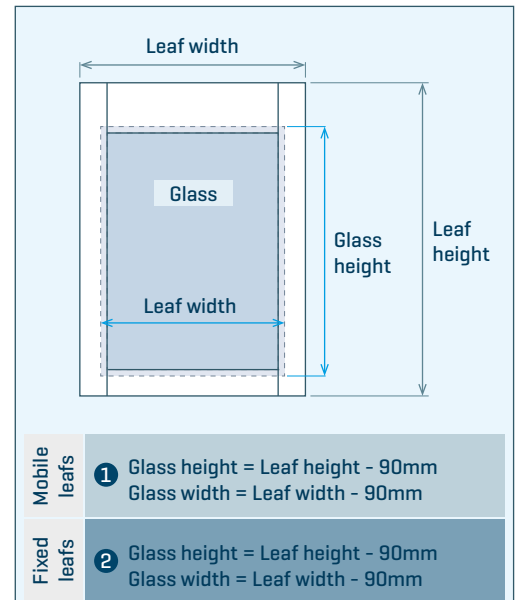 Leaf width
Glass
Glass
height
Leaf
height
Leaf width
Mobile
leafs
1 Glass height = Leaf height - 90mm
Glass width = Leaf width - 90mm
Fixed
leafs
2 Glass height = Leaf height - 90mm
Glass width = Leaf width - 90mm